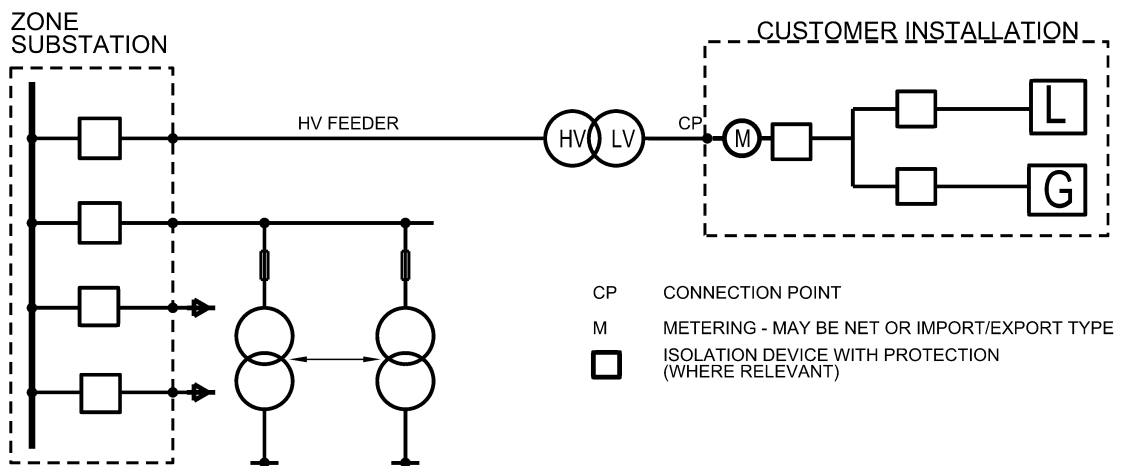 ZONE
SUBSTATION
CUSTOMER INSTALLATION
HV FEEDER
HV
LV
CP
M
L
G
CP CONNECTION POINT
M METERING - MAY BE NET OR IMPORT/EXPORT TYPE
ISOLATION DEVICE WITH PROTECTION
(WHERE RELEVANT)